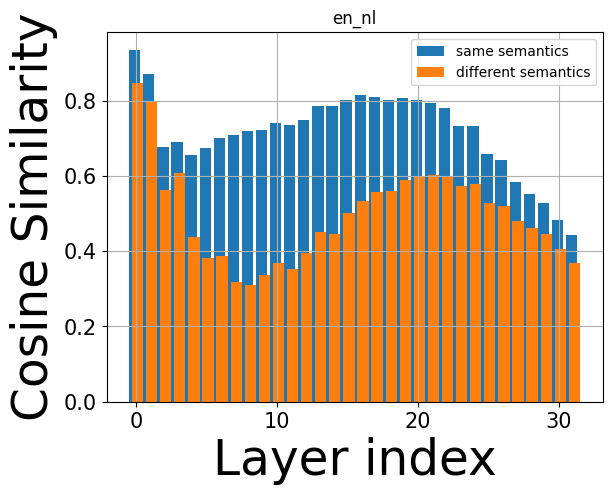 en_nl
same semantics
different semantics
Cosine Similarity
0.8
0.6
0.4
0.2
0.0
0 10 20 30
Layer index